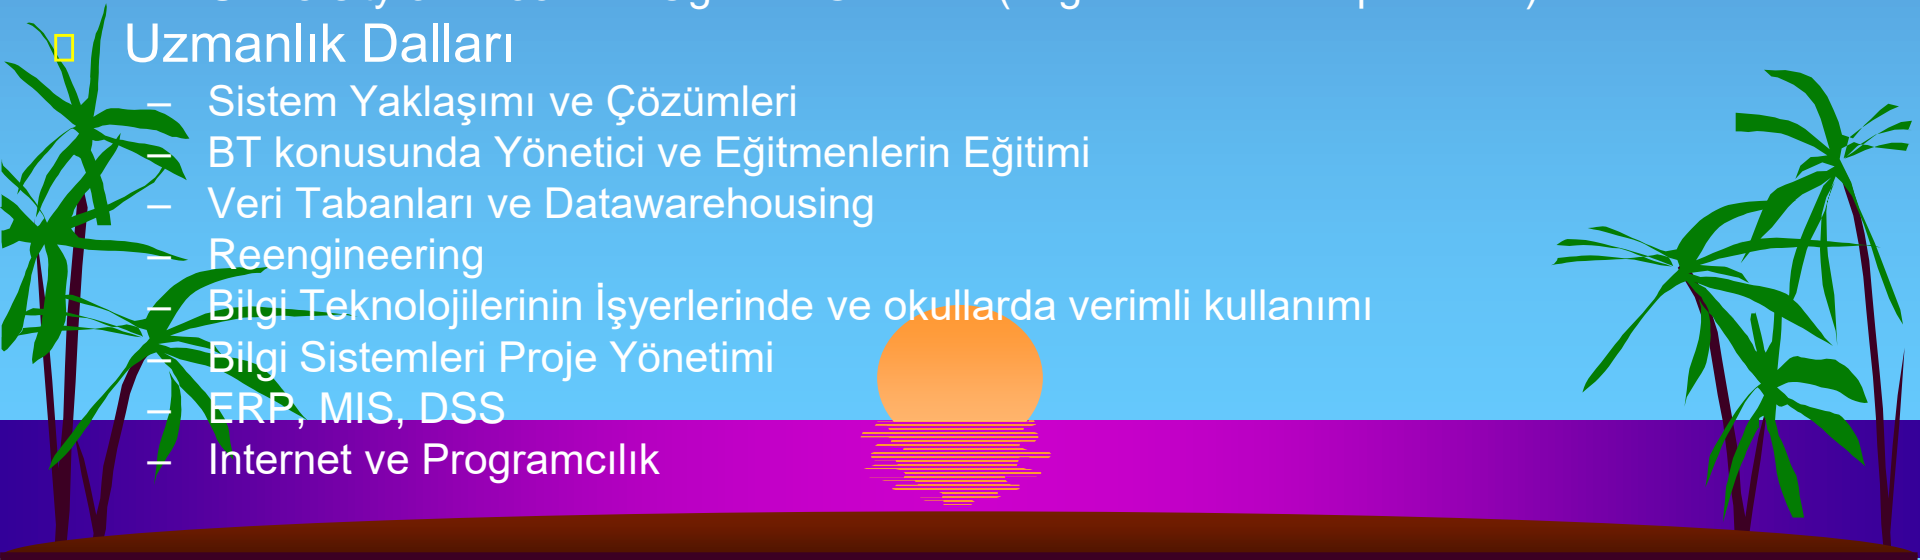 Uzmanlık Dalları
– Sistem Yaklaşımı ve Çözümleri
– BT konusunda Yönetici ve Eğitmenlerin Eğitimi
– Veri Tabanları ve Datawarehousing
– Reengineering
– Bilgi Teknolojilerinin İşyerlerinde ve okullarda verimli kullanımı
– Bilgi Sistemleri Proje Yönetimi
– ERP, MIS, DSS
– Internet ve Programcılık